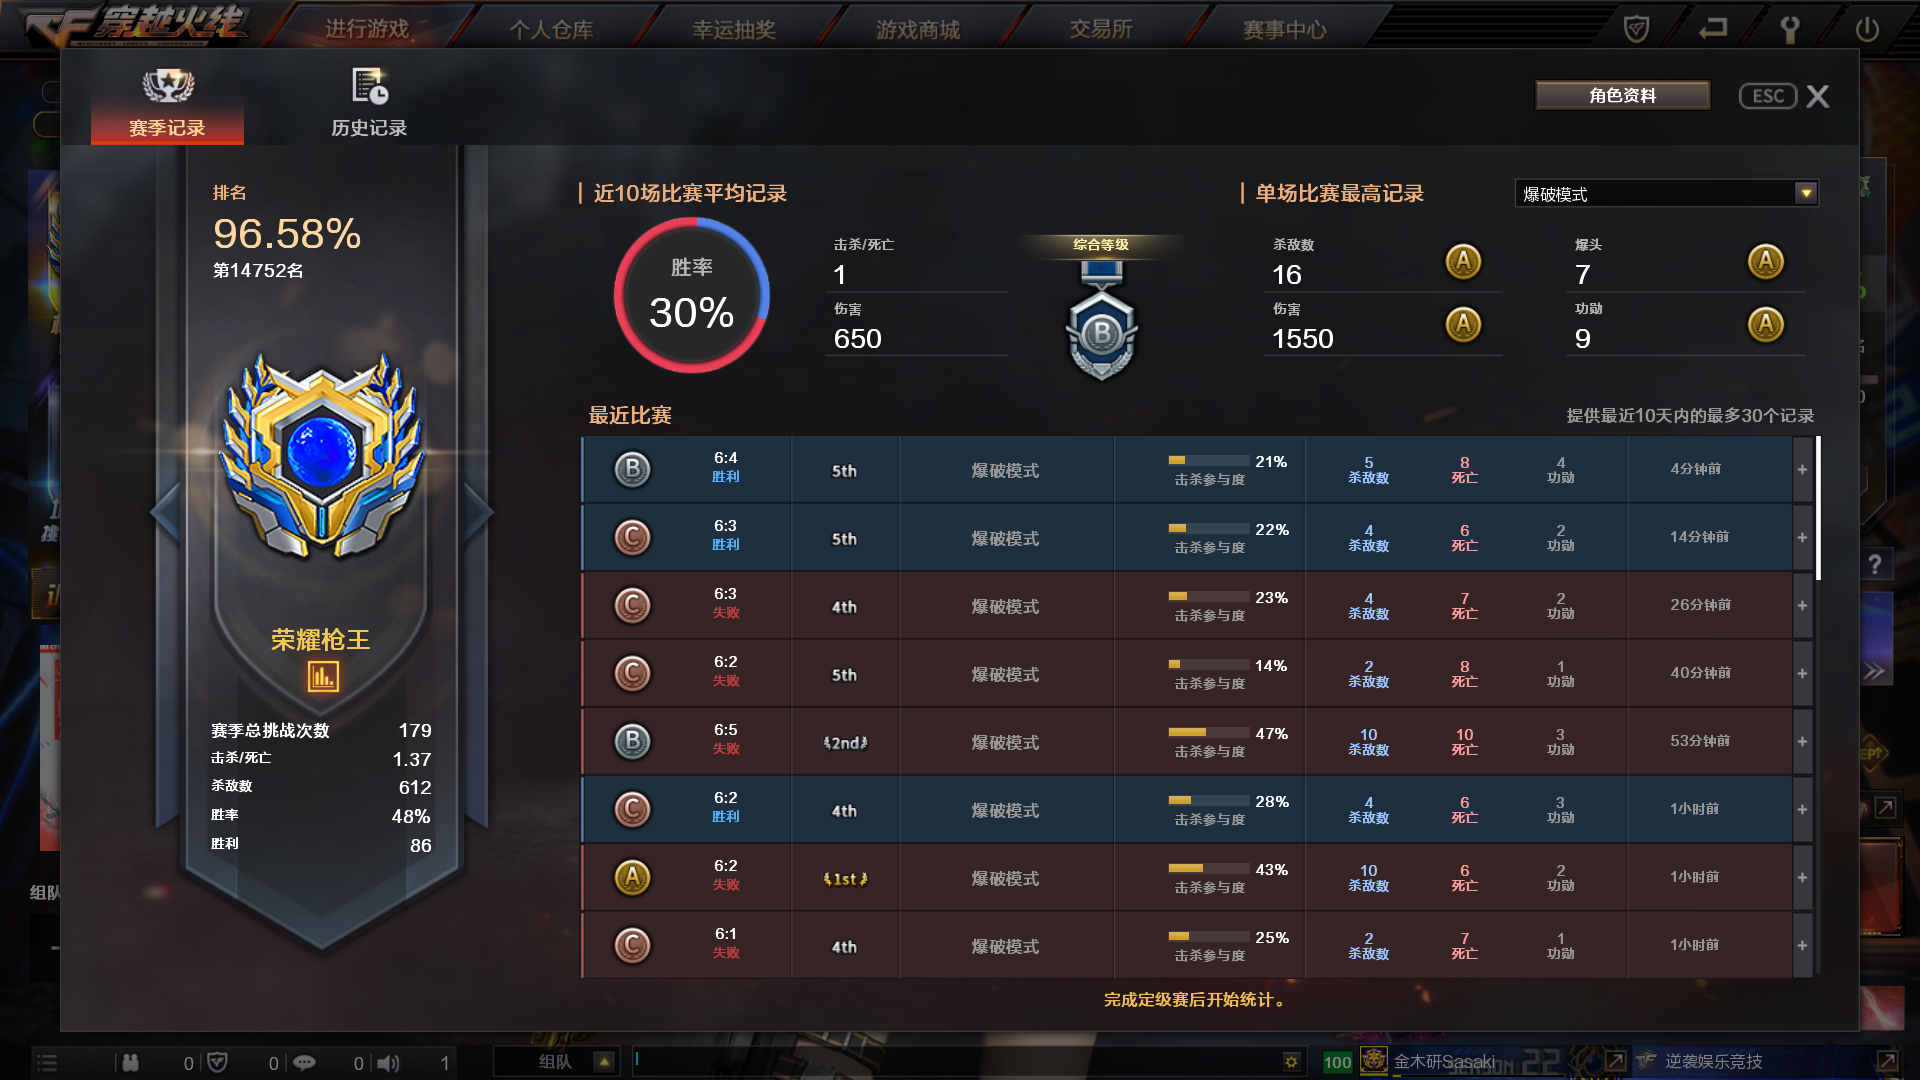 穿越火线
进行游戏
个人仓库
幸运抽奖
游戏商城
交易所
赛事中心
赛季记录
历史记录
角色资料
ESC
排名
96.58%
第14752名
荣耀枪王
赛季总挑战次数 179
击杀/死亡 1.37
杀敌数 612
胜率 48%
胜利 86
近10场比赛平均记录
胜率
30%
击杀/死亡
1
伤害
650
综合等级
B
单场比赛最高记录
爆破模式
杀敌数
16 A
爆头
7 A
伤害
1550 A
功勋
9 A
最近比赛
提供最近10天内的最多30个记录
B 6:4 胜利 5th 爆破模式 21% 击杀参与度 5 杀敌数 8 死亡 4 功勋 4分钟前 +
C 6:3 胜利 5th 爆破模式 22% 击杀参与度 4 杀敌数 6 死亡 2 功勋 14分钟前 +
C 6:3 失败 4th 爆破模式 23% 击杀参与度 4 杀敌数 7 死亡 2 功勋 26分钟前 +
C 6:2 失败 5th 爆破模式 14% 击杀参与度 2 杀敌数 8 死亡 1 功勋 40分钟前 +
B 6:5 失败 2nd 爆破模式 47% 击杀参与度 10 杀敌数 10 死亡 3 功勋 53分钟前 +
C 6:2 胜利 4th 爆破模式 28% 击杀参与度 4 杀敌数 6 死亡 3 功勋 1小时前 +
A 6:2 失败 1st 爆破模式 43% 击杀参与度 10 杀敌数 6 死亡 2 功勋 1小时前 +
C 6:1 失败 4th 爆破模式 25% 击杀参与度 2 杀敌数 7 死亡 1 功勋 1小时前 +
完成定级赛后开始统计。
组队
?
0 0 0 1
组队
100 金木研Sasaki
SEASON 22
逆袭娱乐竞技